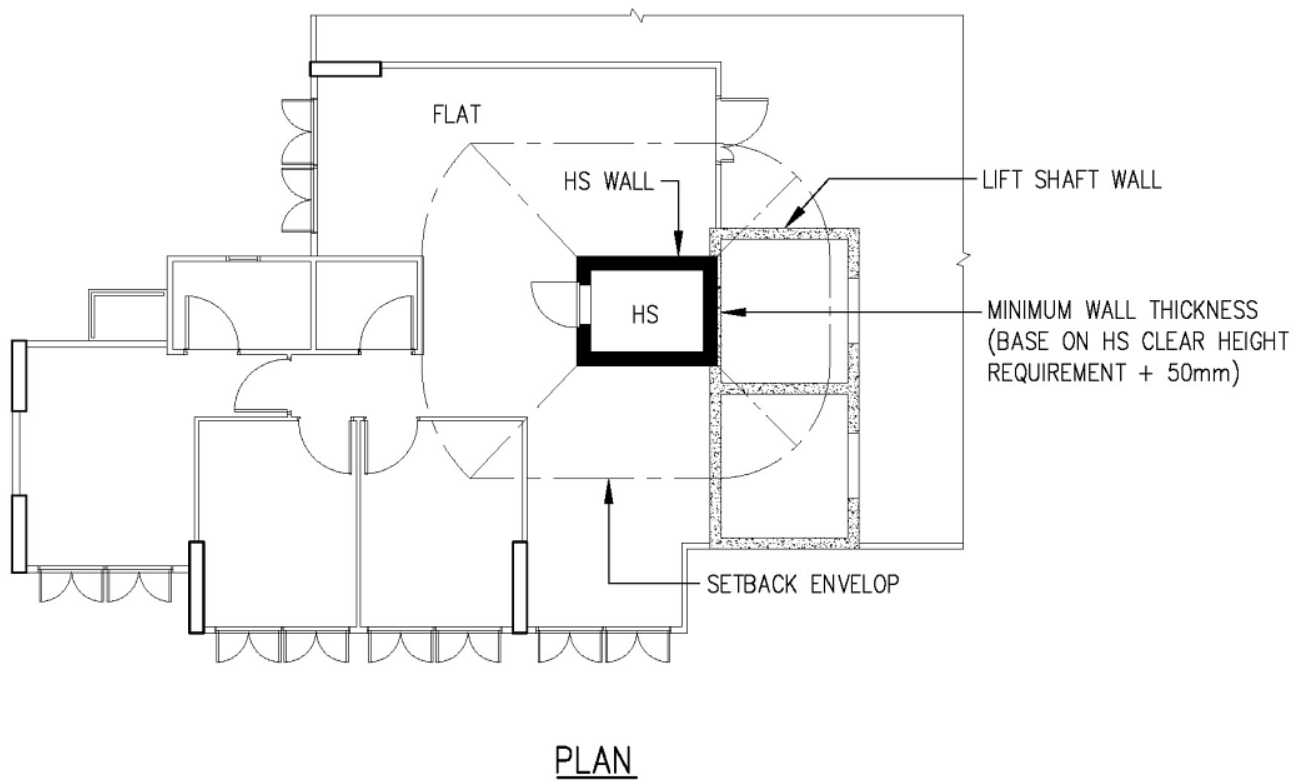 FLAT
HS WALL
LIFT SHAFT WALL
HS
MINIMUM WALL THICKNESS
(BASE ON HS CLEAR HEIGHT
REQUIREMENT + 50mm)
SETBACK ENVELOP
PLAN